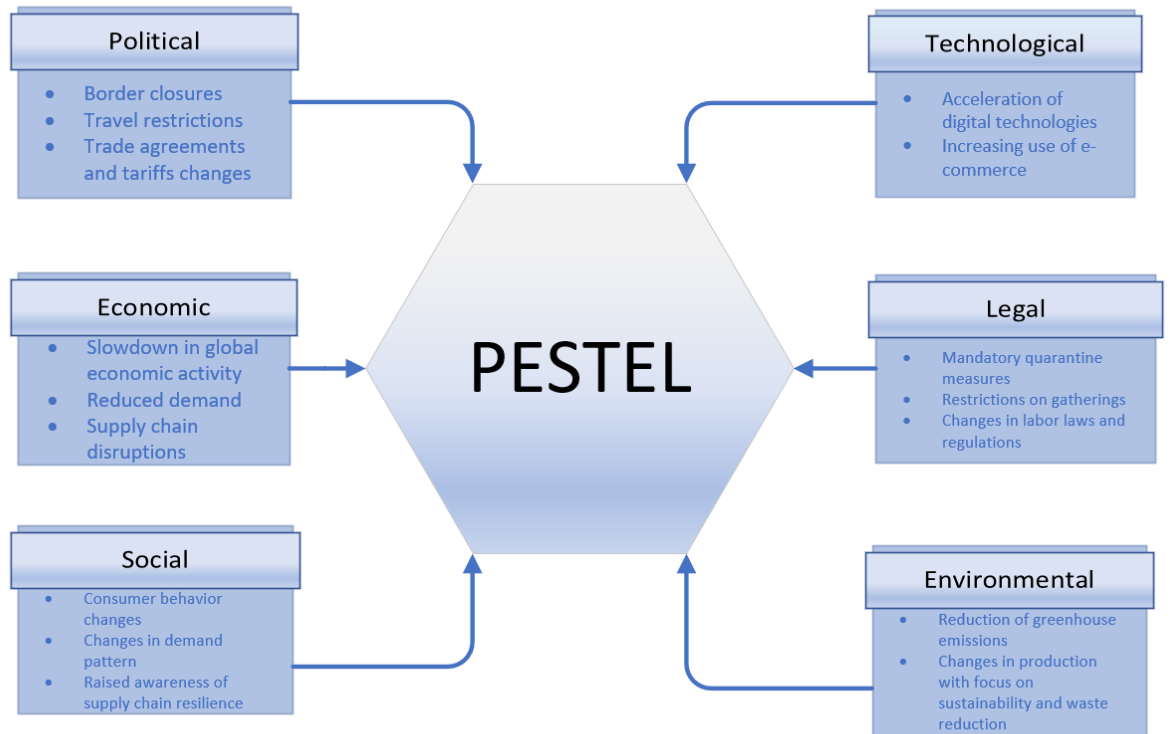 Political
• Border closures
• Travel restrictions
• Trade agreements
and tariffs changes
Economic
• Slowdown in global
economic activity
• Reduced demand
• Supply chain
disruptions
Social
• Consumer behavior
changes
• Changes in demand
pattern
• Raised awareness of
supply chain resilience
PESTEL
Technological
• Acceleration of
digital technologies
• Increasing use of e-
commerce
Legal
• Mandatory quarantine
measures
• Restrictions on gatherings
• Changes in labor laws and
regulations
Environmental
• Reduction of greenhouse
emissions
• Changes in production
with focus on
sustainability and waste
reduction